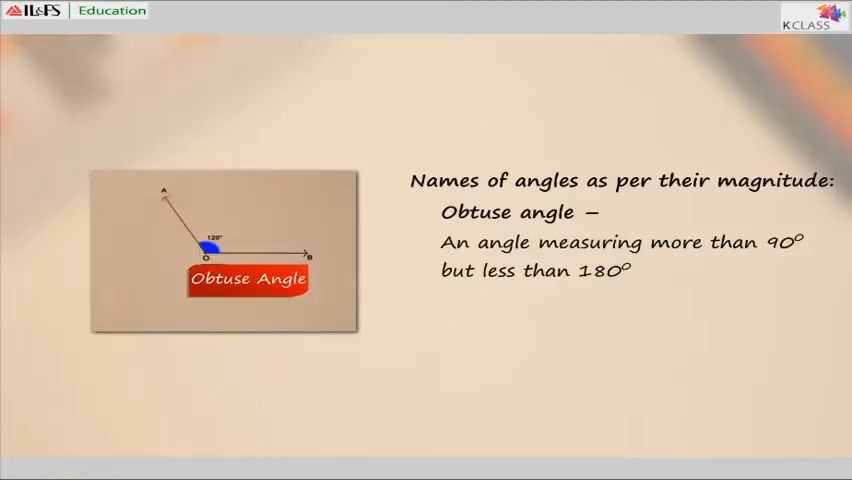 IL&FS Education
K CLASS
Names of angles as per their magnitude:
Obtuse angle –
An angle measuring more than 90°
but less than 180°
A
120°
O
B
Obtuse Angle